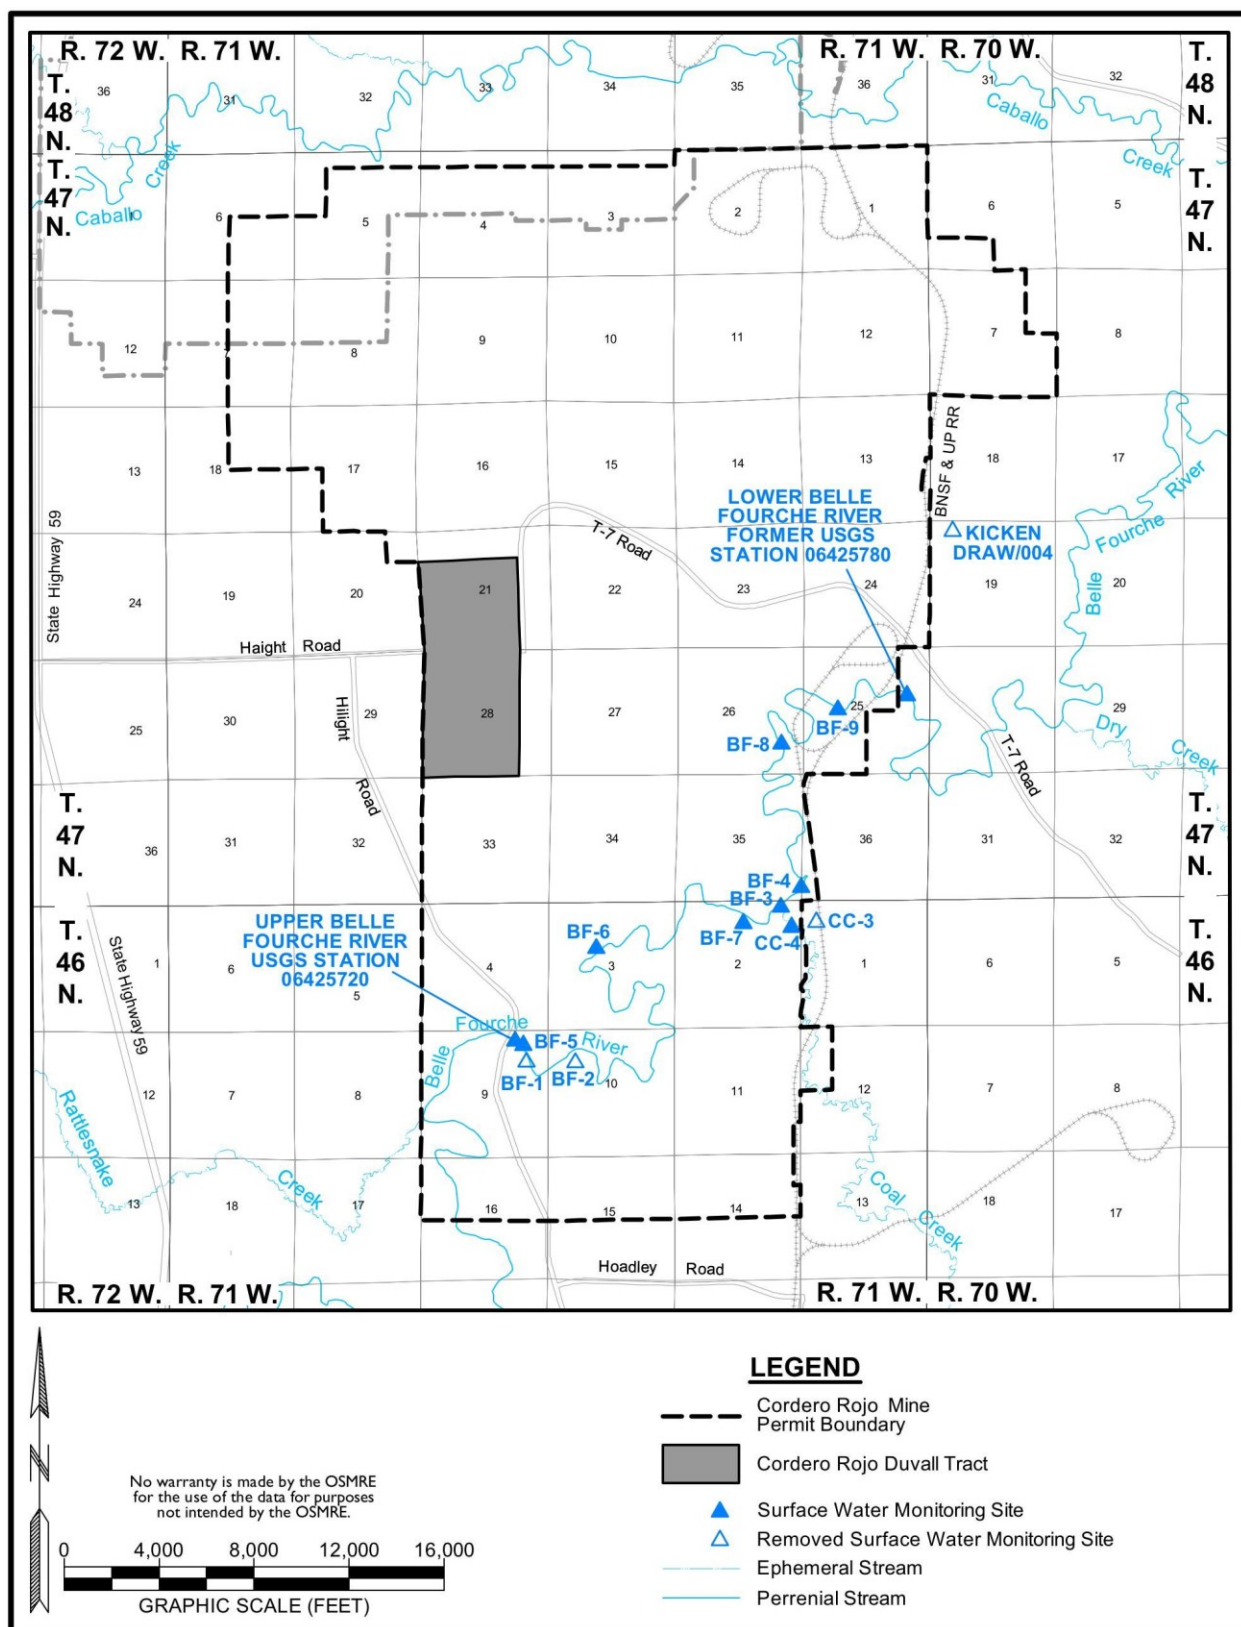 R. 72 W. R. 71 W.
R. 71 W. R. 70 W.
T.
48
N.
T.
47
N.
T.
48
N.
T.
47
N.
36
31
32
33
34
35
36
31
32
Caballo
Creek
Caballo
Creek
1
6
5
4
3
2
1
6
5
12
7
8
9
10
11
12
7
8
13
18
17
16
15
14
13
18
17
BNSF & UP RR
State Highway 59
T-7 Road
LOWER BELLE
FOURCHE RIVER
FORMER USGS
STATION 06425780
KICKEN
DRAW/004
Belle
Fourche
River
24
19
20
21
22
23
24
19
20
Haight Road
Hilight
Road
25
30
29
28
27
26
25
29
BF-9
BF-8
Dry
Creek
T-7 Road
T.
47
N.
T.
46
N.
T.
47
N.
T.
46
N.
36
31
32
33
34
35
36
31
32
BF-4
BF-3
BF-7
CC-4
CC-3
BF-6
UPPER BELLE
FOURCHE RIVER
USGS STATION
06425720
State Highway 59
1
6
5
4
3
2
1
6
5
Belle
Fourche
River
BF-5
BF-1
BF-2
12
7
8
9
10
11
12
7
8
Rattlesnake
Creek
Coal
Creek
13
18
17
16
15
14
13
18
17
Hoadley Road
R. 72 W. R. 71 W.
R. 71 W. R. 70 W.
N
No warranty is made by the OSMRE
for the use of the data for purposes
not intended by the OSMRE.
0 4,000 8,000 12,000 16,000
GRAPHIC SCALE (FEET)
LEGEND
Cordero Rojo Mine
Permit Boundary
Cordero Rojo Duvall Tract
Surface Water Monitoring Site
Removed Surface Water Monitoring Site
Ephemeral Stream
Perrenial Stream